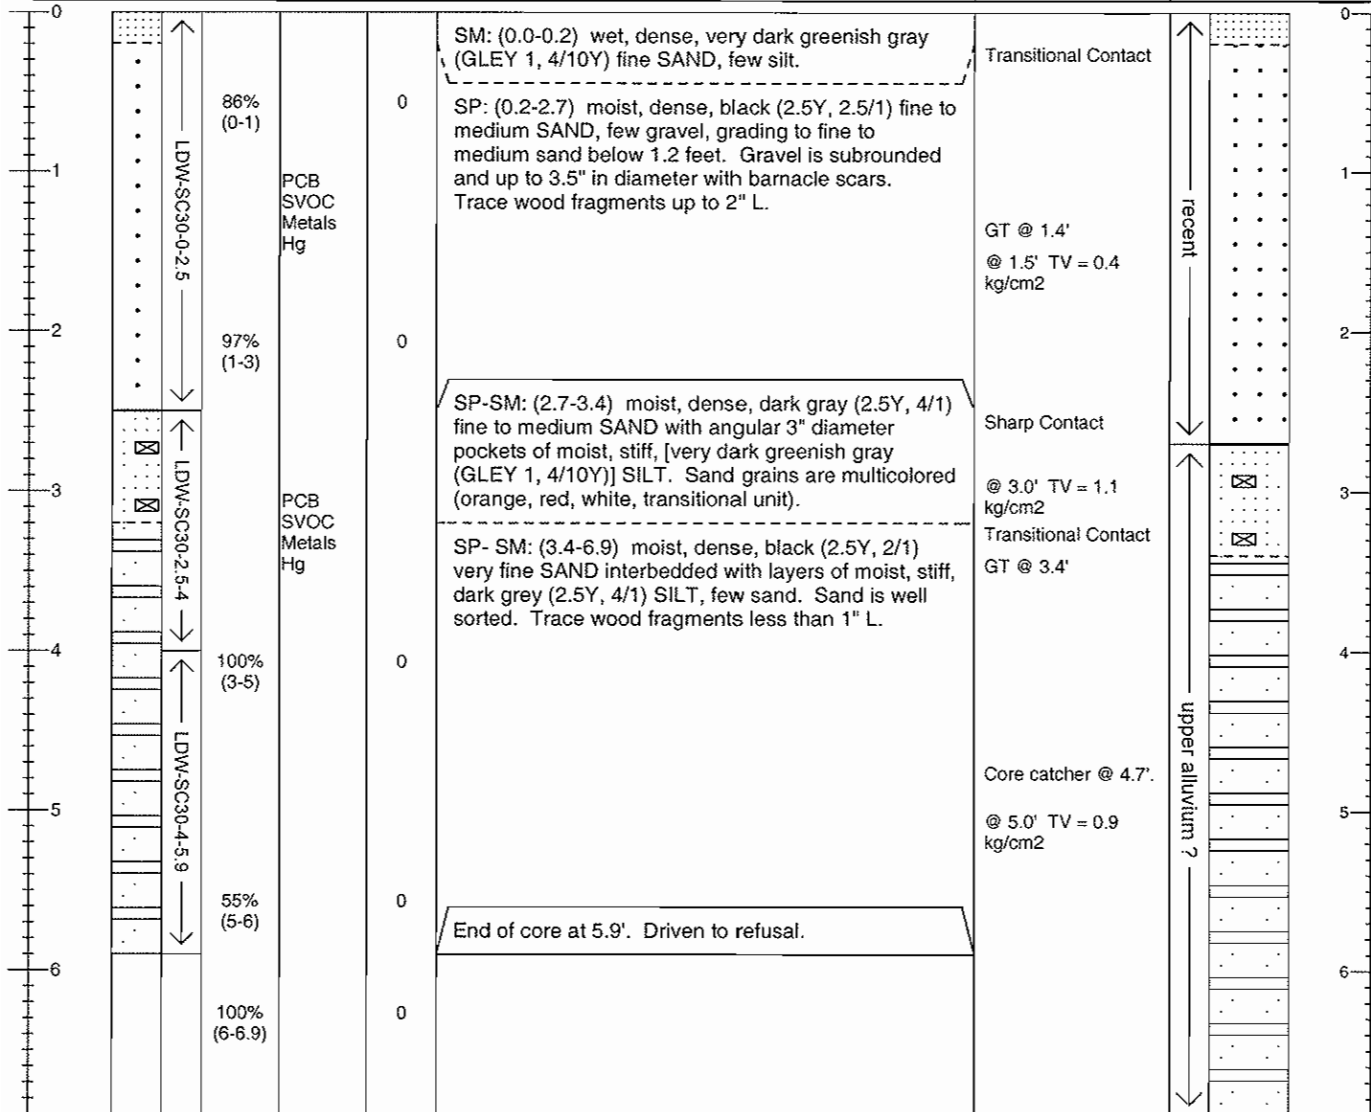 0
1
2
3
4
5
6
LDW-SC30-0-2.5
LDW-SC30-2.5-4
LDW-SC30-4-5.9
86%
(0-1)
97%
(1-3)
100%
(3-5)
55%
(5-6)
100%
(6-6.9)
PCB
SVOC
Metals
Hg
PCB
SVOC
Metals
Hg
0
0
0
0
0
SM: (0.0-0.2) wet, dense, very dark greenish gray
(GLEY 1, 4/10Y) fine SAND, few silt.
SP: (0.2-2.7) moist, dense, black (2.5Y, 2.5/1) fine to
medium SAND, few gravel, grading to fine to
medium sand below 1.2 feet. Gravel is subrounded
and up to 3.5" in diameter with barnacle scars.
Trace wood fragments up to 2" L.
SP-SM: (2.7-3.4) moist, dense, dark gray (2.5Y, 4/1)
fine to medium SAND with angular 3" diameter
pockets of moist, stiff, [very dark greenish gray
(GLEY 1, 4/10Y)] SILT. Sand grains are multicolored
(orange, red, white, transitional unit).
SP- SM: (3.4-6.9) moist, dense, black (2.5Y, 2/1)
very fine SAND interbedded with layers of moist, stiff,
dark grey (2.5Y, 4/1) SILT, few sand. Sand is well
sorted. Trace wood fragments less than 1" L.
End of core at 5.9'. Driven to refusal.
Transitional Contact
GT @ 1.4'
@ 1.5' TV = 0.4
kg/cm2
Sharp Contact
@ 3.0' TV = 1.1
kg/cm2
Transitional Contact
GT @ 3.4'
Core catcher @ 4.7'.
@ 5.0' TV = 0.9
kg/cm2
recent
upper alluvium ?
0
1
2
3
4
5
6